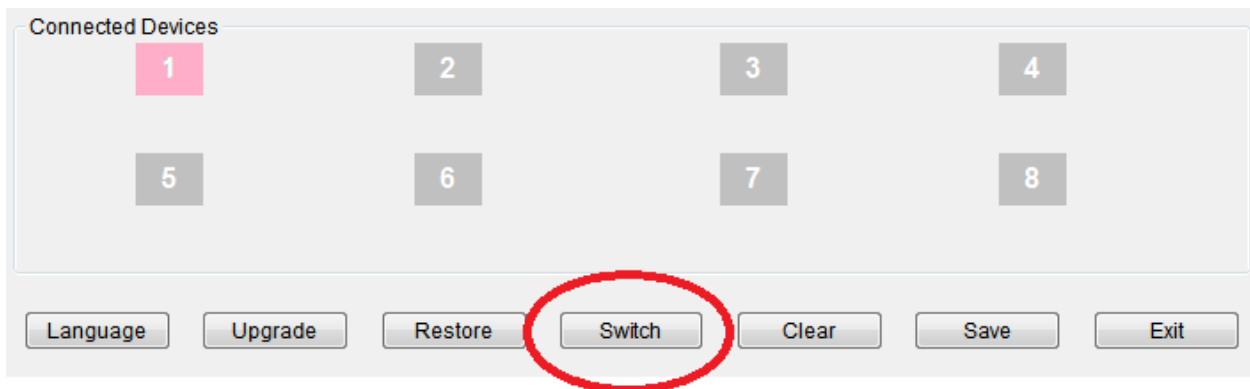 Connected Devices
1 2 3 4
5 6 7 8
Language Upgrade Restore Switch Clear Save Exit